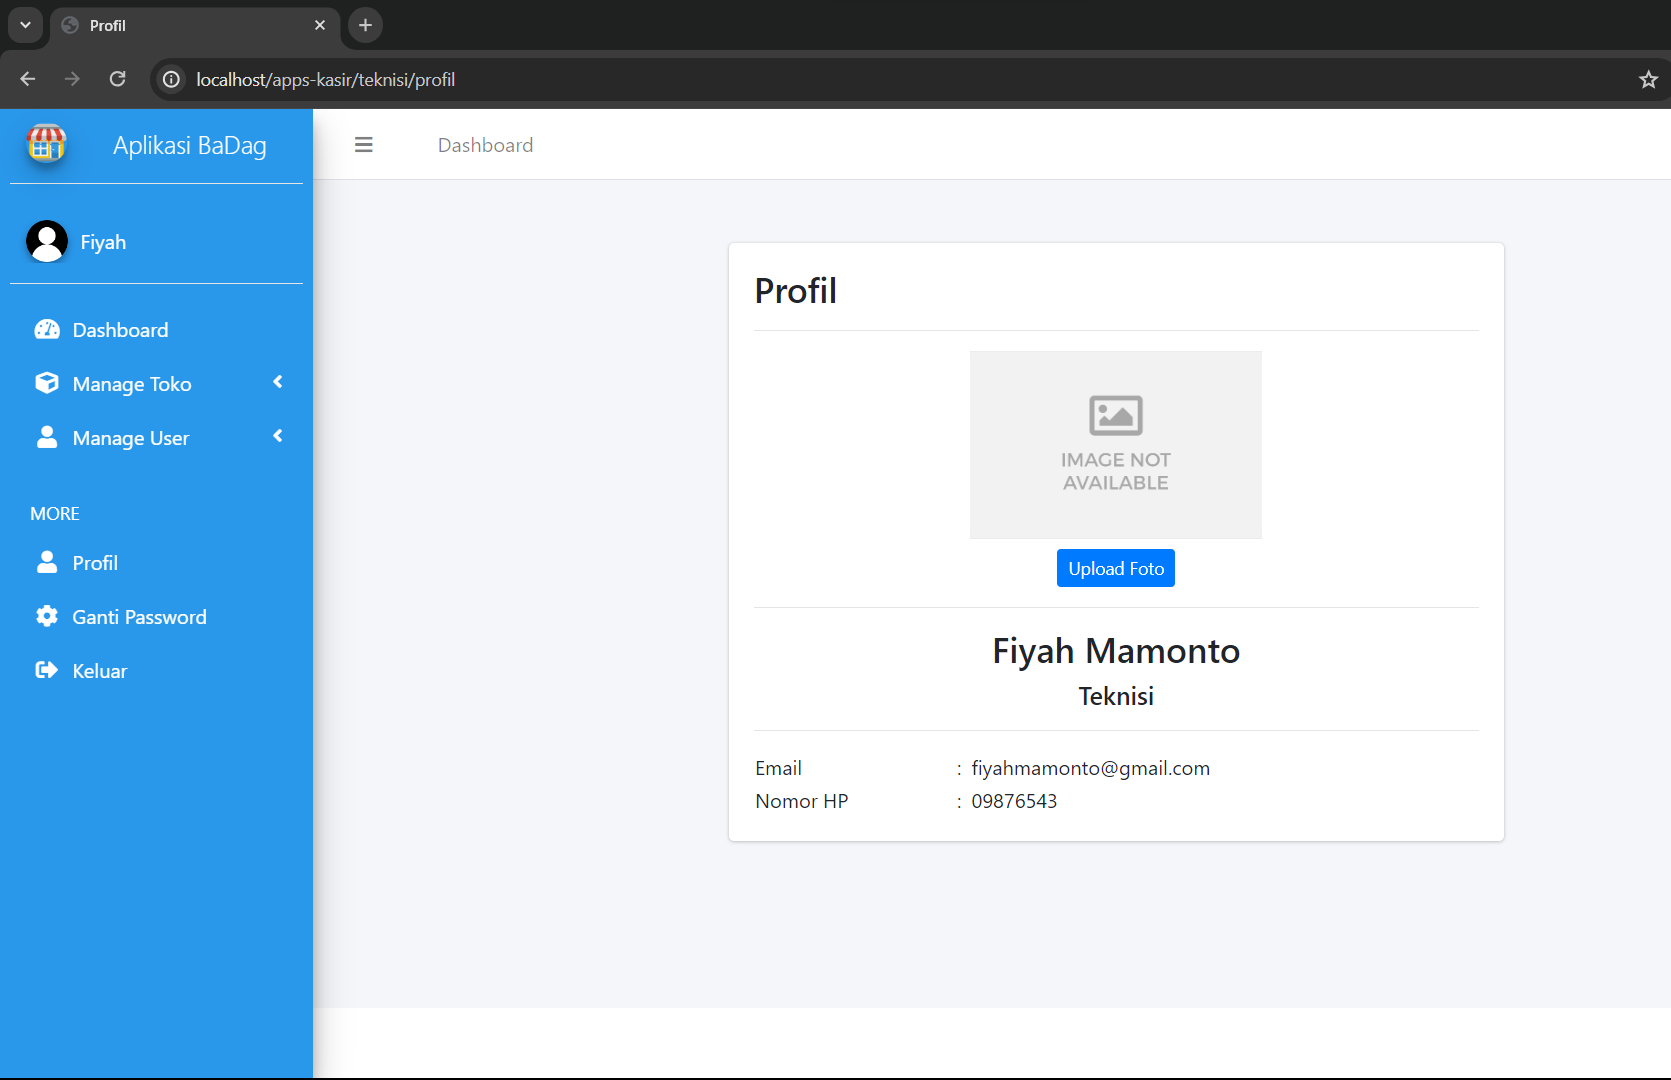 Profil
localhost/apps-kasir/teknisi/profil
Aplikasi BaDag
Dashboard
Fiyah
Dashboard
Manage Toko
Manage User
MORE
Profil
Ganti Password
Keluar
Profil
IMAGE NOT
AVAILABLE
Upload Foto
Fiyah Mamonto
Teknisi
Email : fiyahmamonto@gmail.com
Nomor HP : 09876543